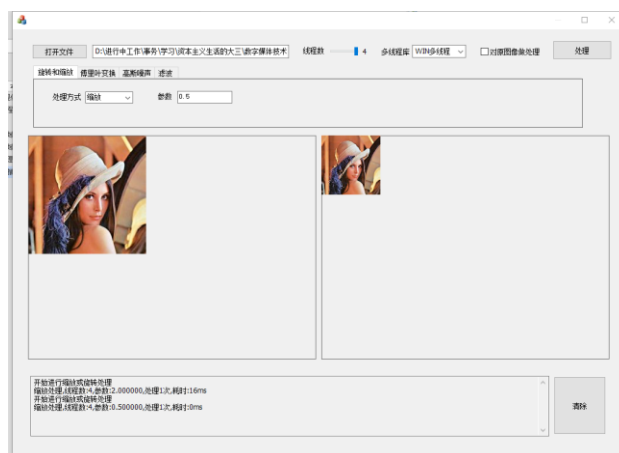 打开文件 D:\进行中工作\事务\学习\资本主义生活的大三\数字媒体技术 线程数 4 多线程库 WIN多线程 对原图像做处理 处理
旋转和缩放 傅里叶变换 高斯噪声 滤波
处理方式 缩放 参数 0.5
开始进行缩放或旋转处理
缩放处理,线程数:4,参数:2.000000,处理1次,耗时:16ms
开始进行缩放或旋转处理
缩放处理,线程数:4,参数:0.500000,处理1次,耗时:0ms
清除